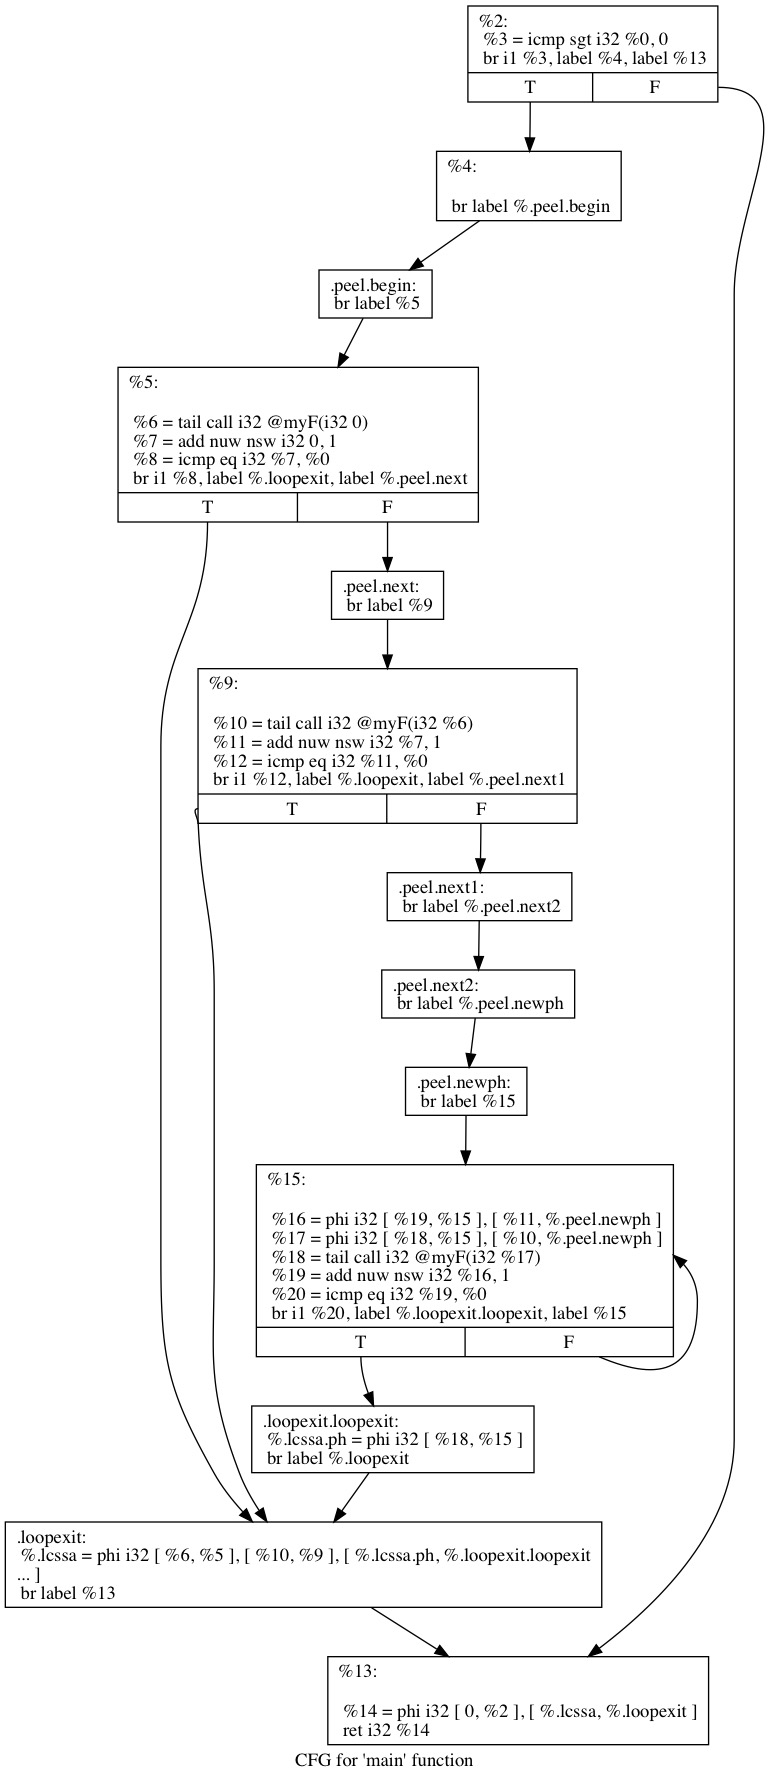 %2:
%3 = icmp sgt i32 %0, 0
br i1 %3, label %4, label %13
T F
%4:
br label %.peel.begin
.peel.begin:
br label %5
%5:
%6 = tail call i32 @myF(i32 0)
%7 = add nuw nsw i32 0, 1
%8 = icmp eq i32 %7, %0
br i1 %8, label %.loopexit, label %.peel.next
T F
.peel.next:
br label %9
%9:
%10 = tail call i32 @myF(i32 %6)
%11 = add nuw nsw i32 %7, 1
%12 = icmp eq i32 %11, %0
br i1 %12, label %.loopexit, label %.peel.next1
T F
.peel.next1:
br label %.peel.next2
.peel.next2:
br label %.peel.newph
.peel.newph:
br label %15
%15:
%16 = phi i32 [ %19, %15 ], [ %11, %.peel.newph ]
%17 = phi i32 [ %18, %15 ], [ %10, %.peel.newph ]
%18 = tail call i32 @myF(i32 %17)
%19 = add nuw nsw i32 %16, 1
%20 = icmp eq i32 %19, %0
br i1 %20, label %.loopexit.loopexit, label %15
T F
.loopexit.loopexit:
%.lcssa.ph = phi i32 [ %18, %15 ]
br label %.loopexit
.loopexit:
%.lcssa = phi i32 [ %6, %5 ], [ %10, %9 ], [ %.lcssa.ph, %.loopexit.loopexit
... ]
br label %13
%13:
%14 = phi i32 [ 0, %2 ], [ %.lcssa, %.loopexit ]
ret i32 %14
CFG for 'main' function